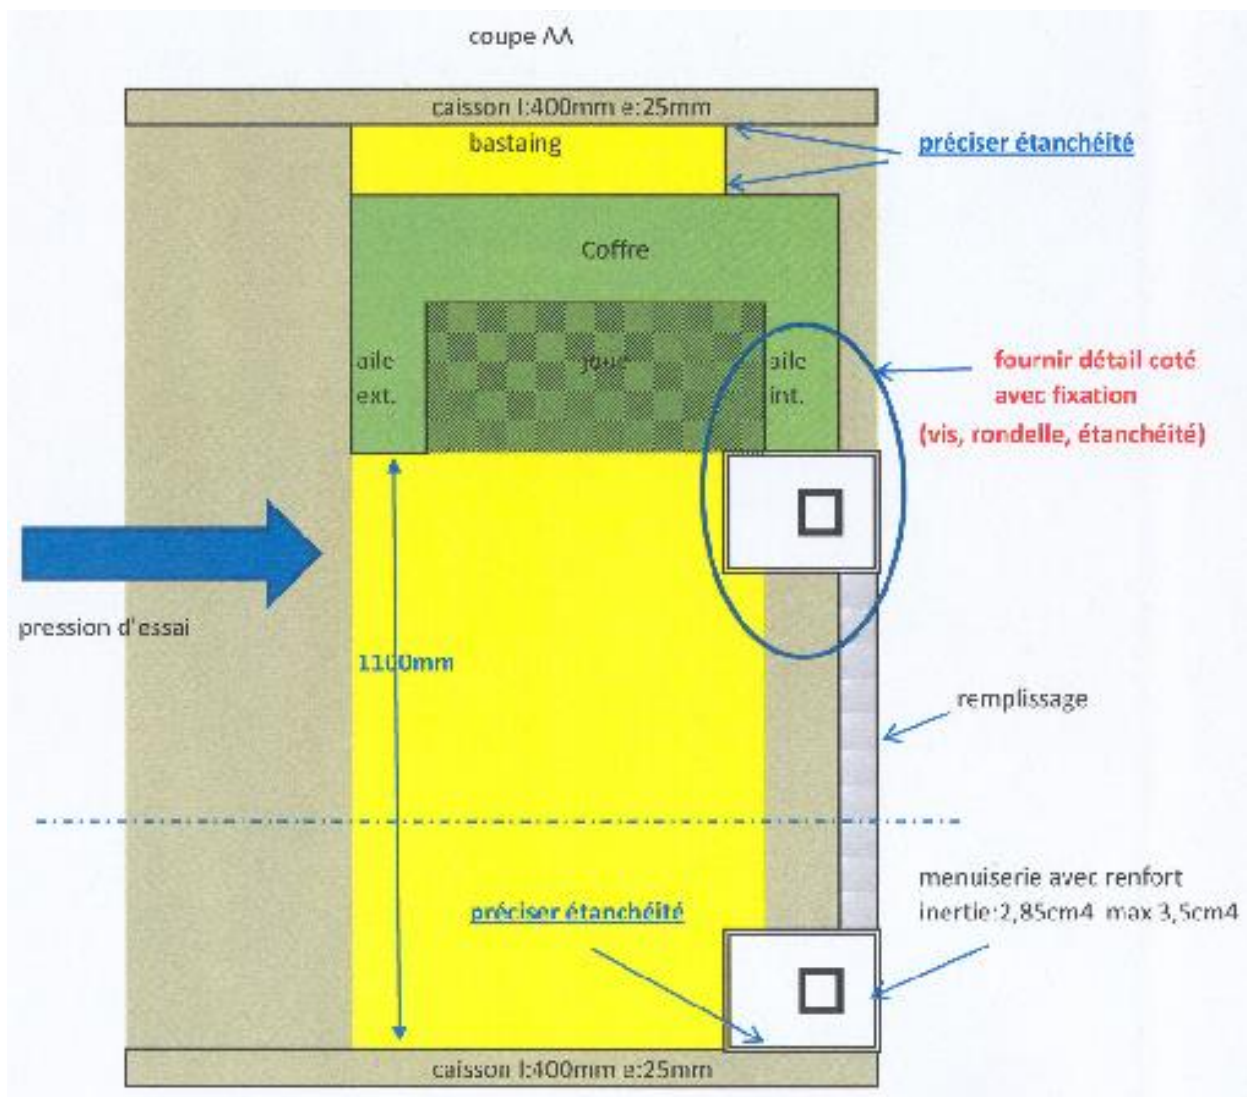 coupe AA
caisson l:400mm e:25mm
bastaing
préciser étanchéité
Coffre
aile
ext.
joue
aile
int.
fournir détail coté
avec fixation
(vis, rondelle, étanchéité)
pression d'essai
1100mm
remplissage
menuiserie avec renfort
inertie:2,85cm4 max 3,5cm4
préciser étanchéité
caisson l:400mm e:25mm